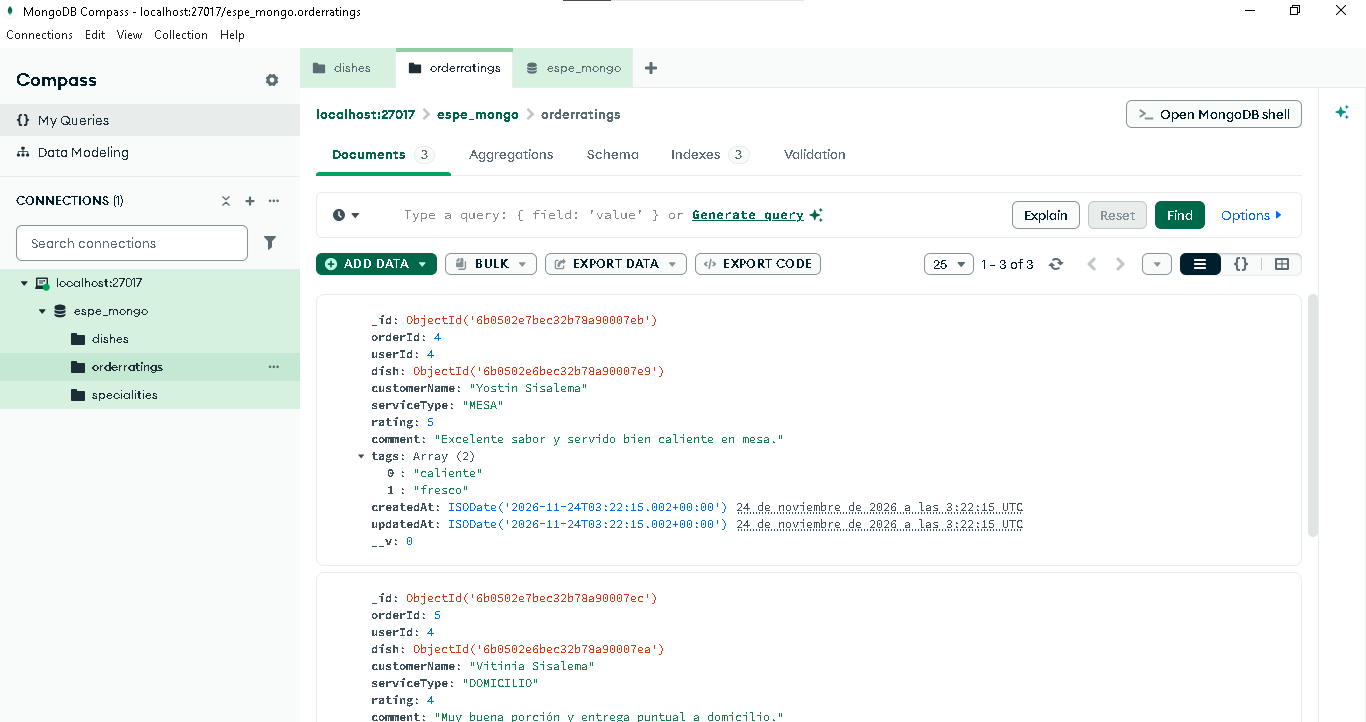 MongoDB Compass - localhost:27017/espe_mongo.orderratings
Connections Edit View Collection Help
Compass
My Queries
Data Modeling
CONNECTIONS (1)
Search connections
localhost:27017
espe_mongo
dishes
orderratings
specialities
dishes
orderratings
espe_mongo
localhost:27017 > espe_mongo > orderratings
>_ Open MongoDB shell
Documents 3 Aggregations Schema Indexes 3 Validation
Type a query: { field: 'value' } or Generate query
Explain Reset Find Options
ADD DATA BULK EXPORT DATA EXPORT CODE
25 1 - 3 of 3
_id: ObjectId('6b0502e7bec32b78a90007eb')
orderId: 4
userId: 4
dish: ObjectId('6b0502e6bec32b78a90007e9')
customerName: "Yostin Sisalema"
serviceType: "MESA"
rating: 5
comment: "Excelente sabor y servido bien caliente en mesa."
tags: Array (2)
0 : "caliente"
1 : "fresco"
createdAt: ISODate('2026-11-24T03:22:15.002+00:00') 24 de noviembre de 2026 a las 3:22:15 UTC
updatedAt: ISODate('2026-11-24T03:22:15.002+00:00') 24 de noviembre de 2026 a las 3:22:15 UTC
__v: 0
_id: ObjectId('6b0502e7bec32b78a90007ec')
orderId: 5
userId: 4
dish: ObjectId('6b0502e6bec32b78a90007ea')
customerName: "Vitinia Sisalema"
serviceType: "DOMICILIO"
rating: 4
comment: "Muy buena porción y entrega puntual a domicilio."